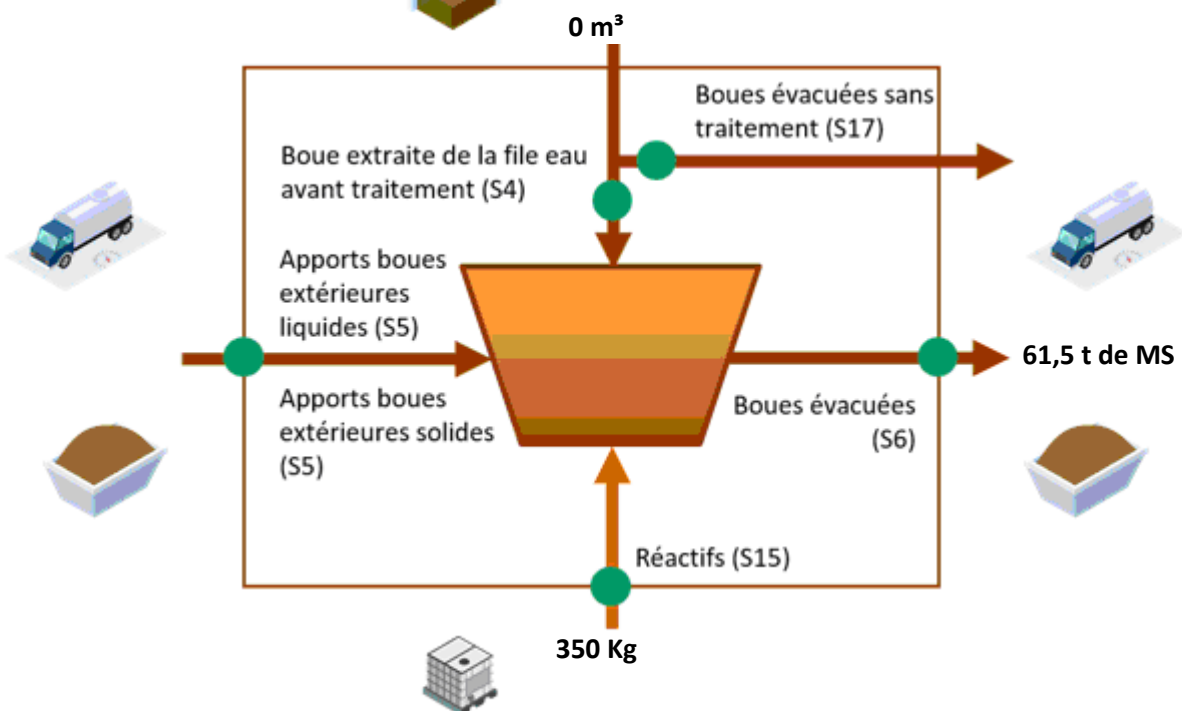 0 m³
Boues évacuées sans
traitement (S17)
Boue extraite de la file eau
avant traitement (S4)
Apports boues
extérieures
liquides (S5)
61,5 t de MS
Apports boues
extérieures solides
(S5)
Boues évacuées
(S6)
Réactifs (S15)
350 Kg